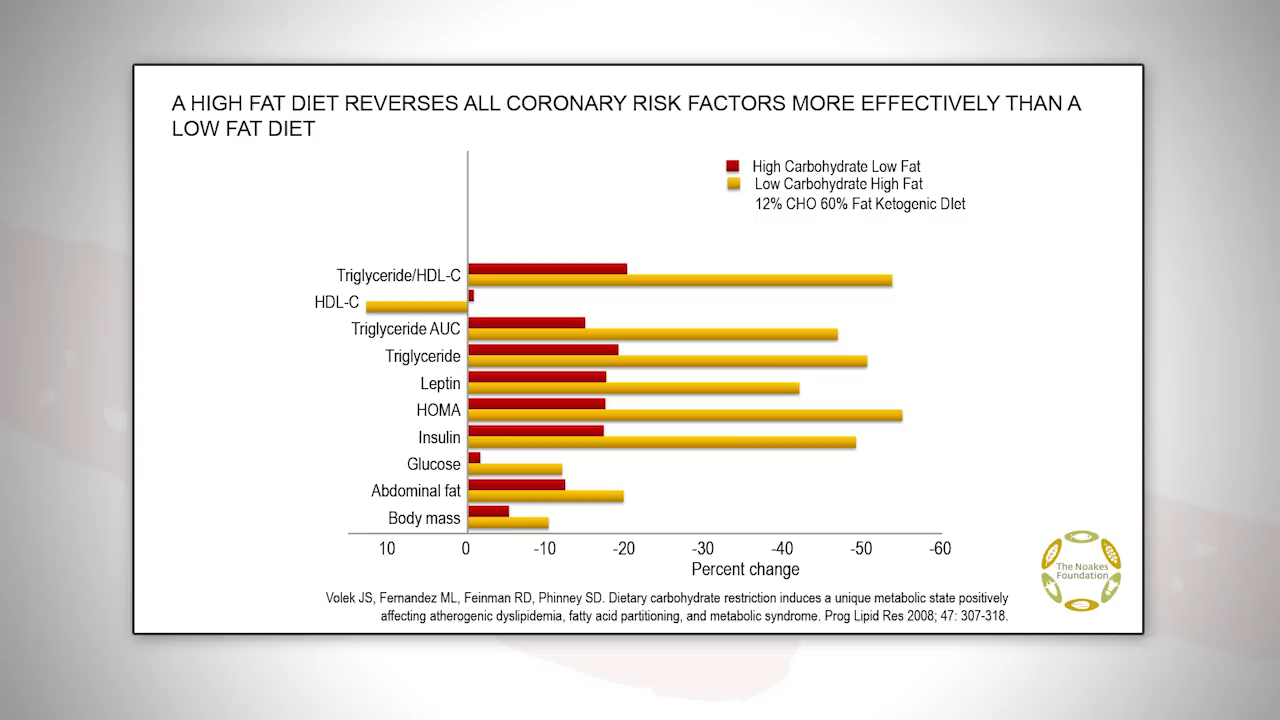 A HIGH FAT DIET REVERSES ALL CORONARY RISK FACTORS MORE EFFECTIVELY THAN A
LOW FAT DIET
High Carbohydrate Low Fat
Low Carbohydrate High Fat
12% CHO 60% Fat Ketogenic DIet
Triglyceride/HDL-C
HDL-C
Triglyceride AUC
Triglyceride
Leptin
HOMA
Insulin
Glucose
Abdominal fat
Body mass
10 0 -10 -20 -30 -40 -50 -60
Percent change
The Noakes
Foundation
Volek JS, Fernandez ML, Feinman RD, Phinney SD. Dietary carbohydrate restriction induces a unique metabolic state positively
affecting atherogenic dyslipidemia, fatty acid partitioning, and metabolic syndrome. Prog Lipid Res 2008; 47: 307-318.